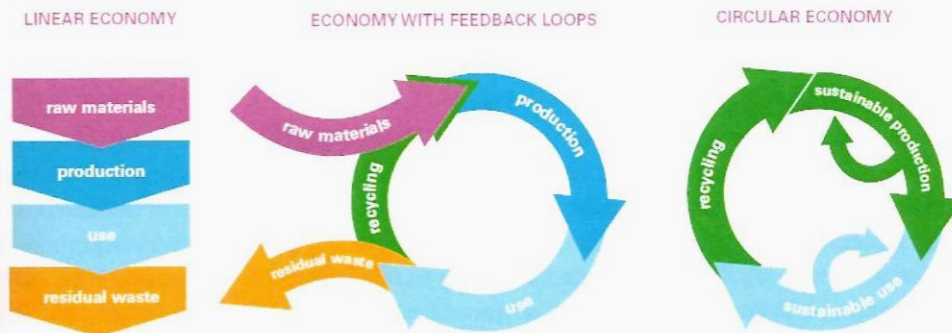 LINEAR ECONOMY
raw materials
production
use
residual waste
ECONOMY WITH FEEDBACK LOOPS
raw materials
production
recycling
residual waste
use
CIRCULAR ECONOMY
sustainable production
recycling
sustainable use